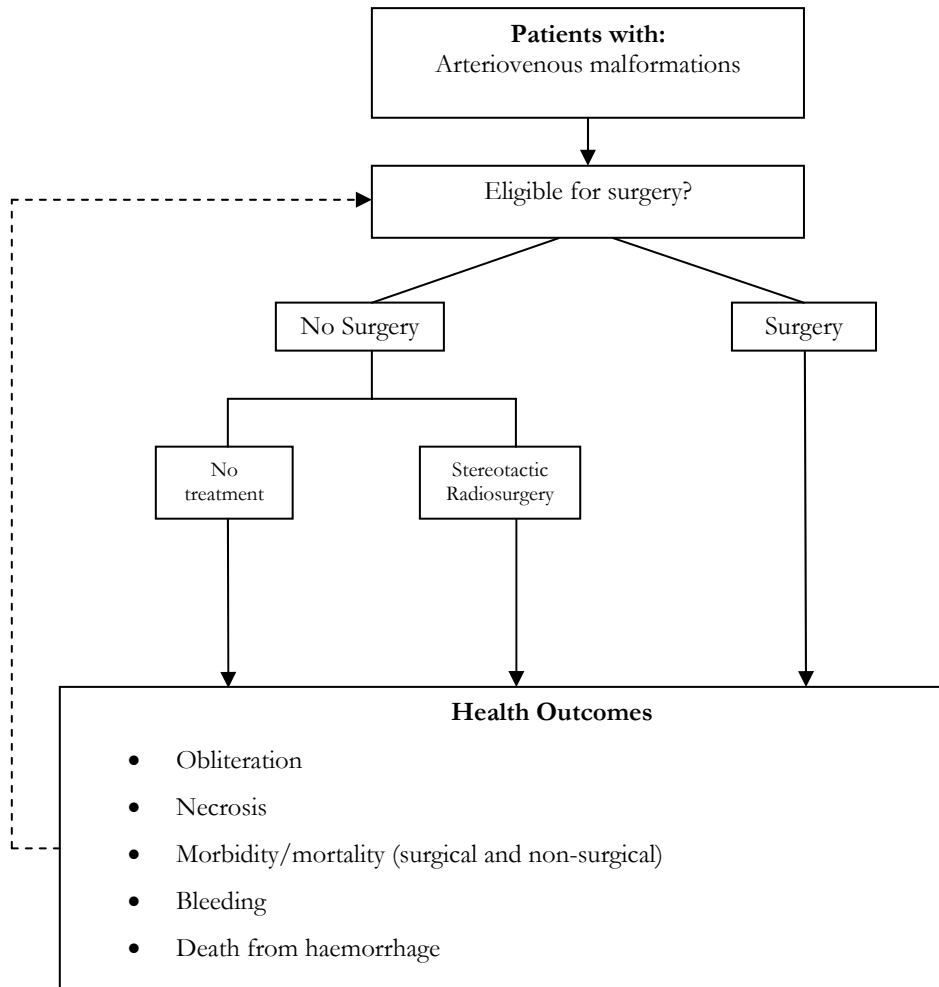 Patients with:
Arteriovenous malformations
Eligible for surgery?
No Surgery
Surgery
No
treatment
Stereotactic
Radiosurgery
Health Outcomes
• Obliteration
• Necrosis
• Morbidity/mortality (surgical and non-surgical)
• Bleeding
• Death from haemorrhage